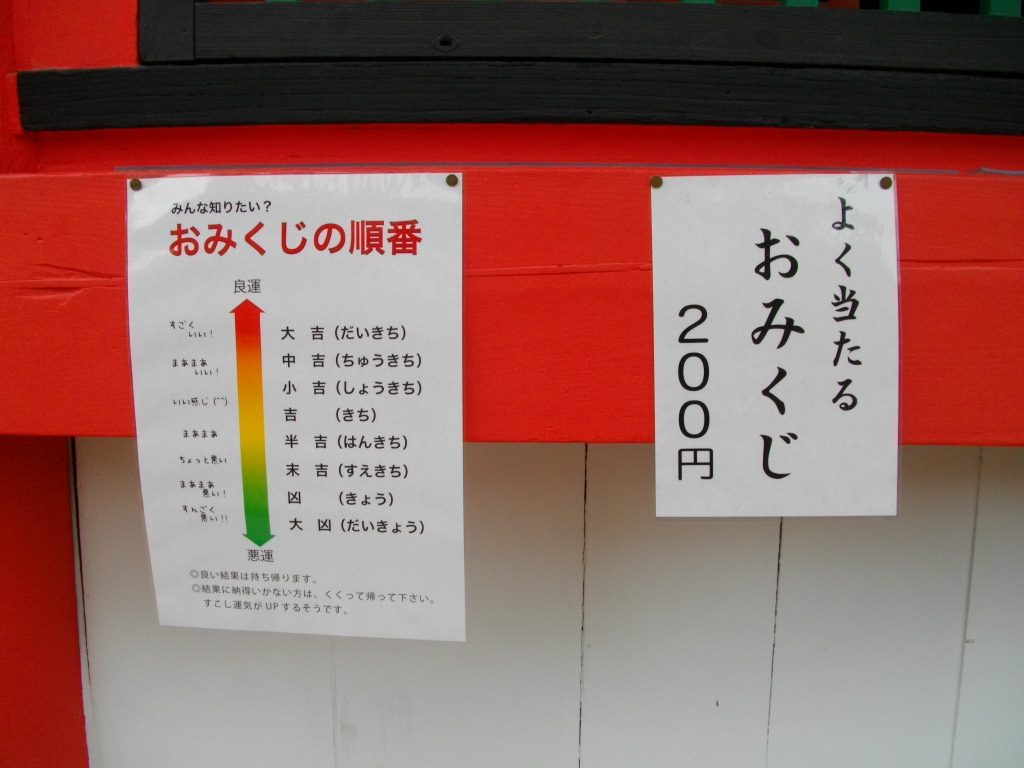 みんな知りたい？
おみくじの順番
良運
すごく
いい！
大 吉（だいきち）
まあまあ
いい！
中 吉（ちゅうきち）
小 吉（しょうきち）
いい感じ(^^)
吉 （きち）
まあまあ
半 吉（はんきち）
ちょっと悪い
末 吉（すえきち）
まあまあ
悪い！
凶 （きょう）
すんごく
悪い!!
大 凶（だいきょう）
悪運
◎良い結果は持ち帰ります。
◎結果に納得いかない方は、くくって帰って下さい。
すこし運気がUPするそうです。
よく当たる
おみくじ
２００円